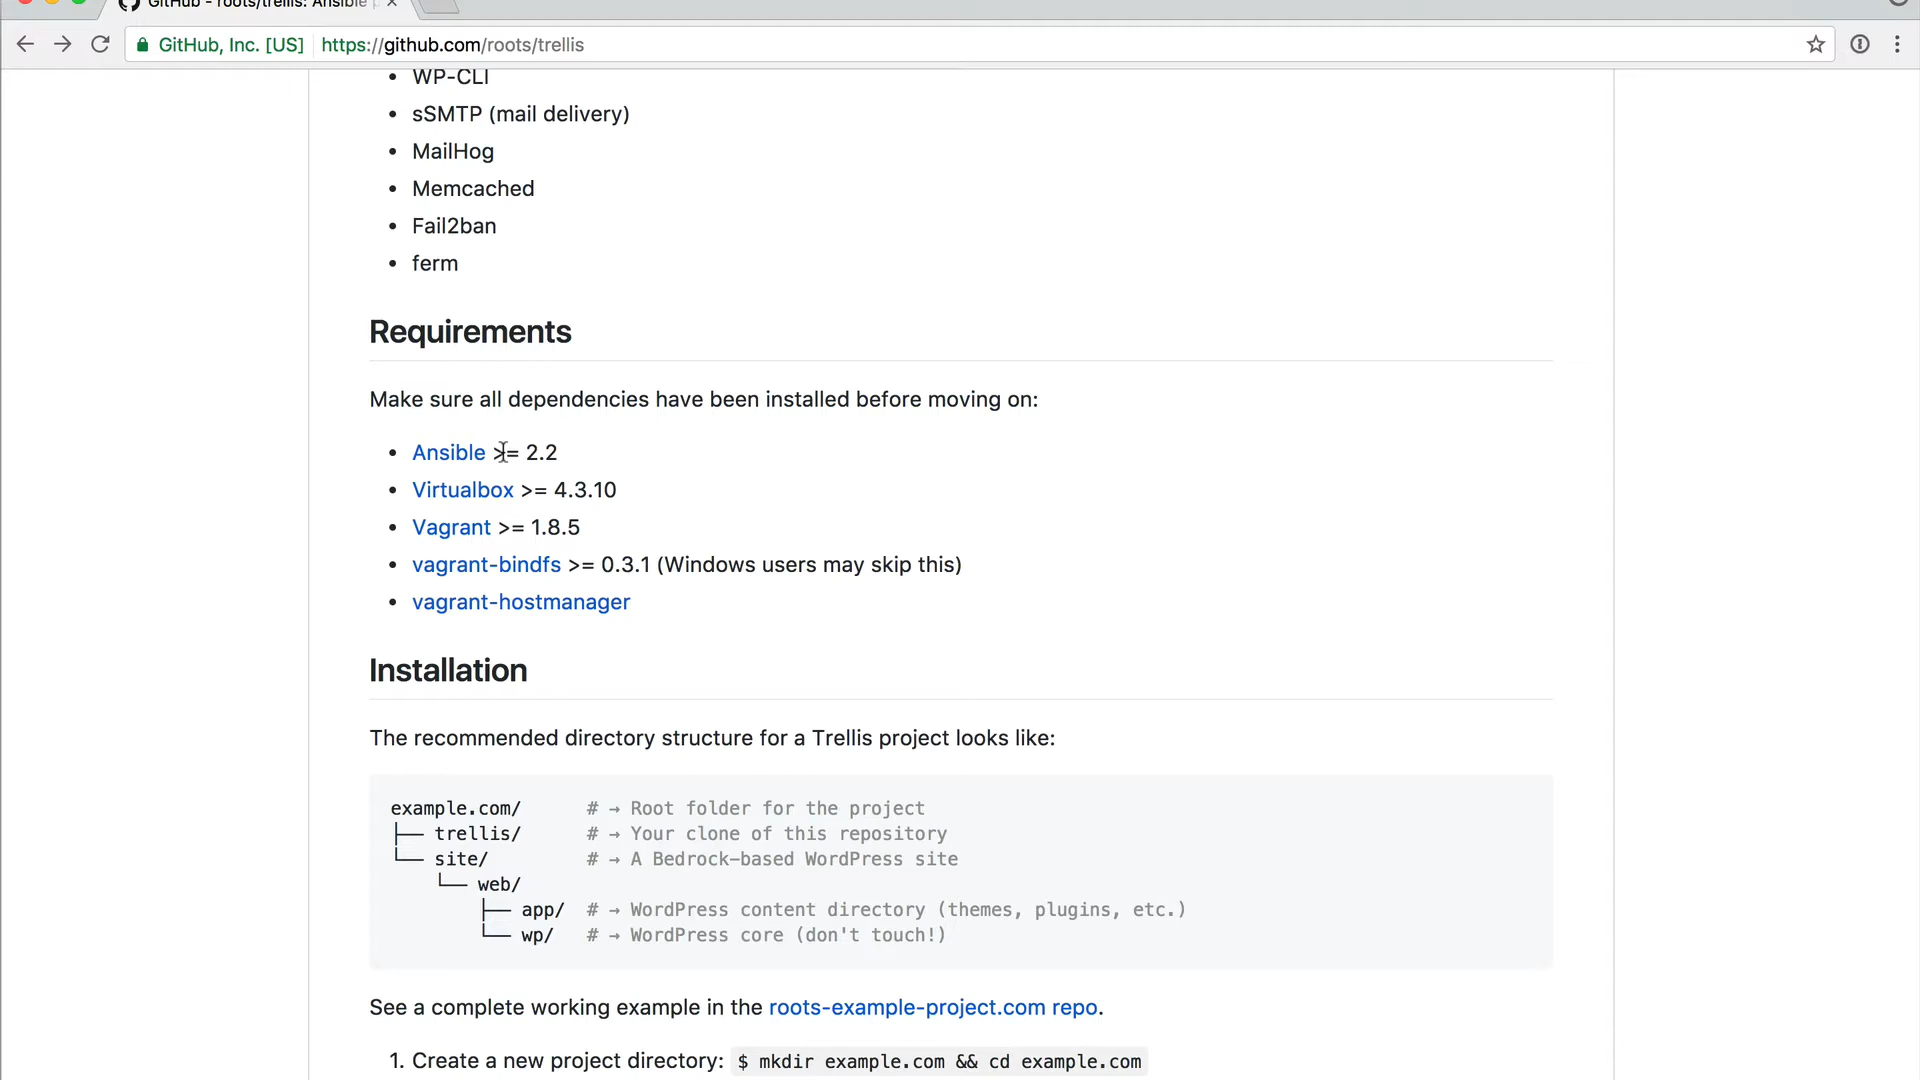 GitHub - roots/trellis: Ansible
GitHub, Inc. [US] https://github.com/roots/trellis
• WP-CLI
• sSMTP (mail delivery)
• MailHog
• Memcached
• Fail2ban
• ferm
Requirements
Make sure all dependencies have been installed before moving on:
• Ansible >= 2.2
• Virtualbox >= 4.3.10
• Vagrant >= 1.8.5
• vagrant-bindfs >= 0.3.1 (Windows users may skip this)
• vagrant-hostmanager
Installation
The recommended directory structure for a Trellis project looks like:
example.com/      # → Root folder for the project
├── trellis/      # → Your clone of this repository
└── site/         # → A Bedrock-based WordPress site
    └── web/
        ├── app/  # → WordPress content directory (themes, plugins, etc.)
        └── wp/   # → WordPress core (don't touch!)
See a complete working example in the roots-example-project.com repo.
1. Create a new project directory: $ mkdir example.com && cd example.com